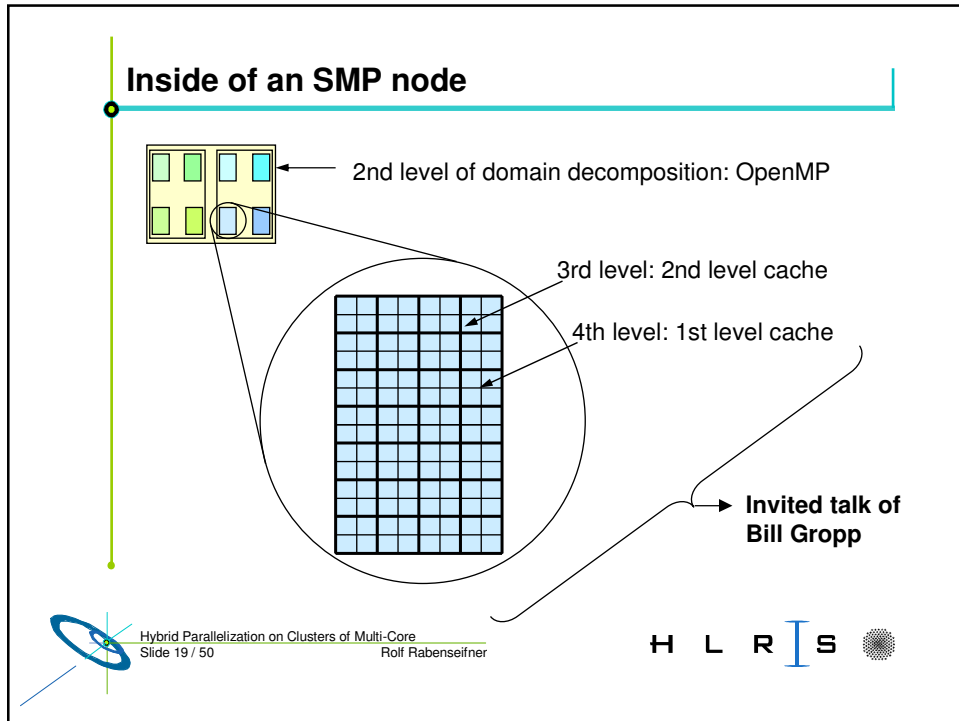 Inside of an SMP node
2nd level of domain decomposition: OpenMP
3rd level: 2nd level cache
4th level: 1st level cache
Invited talk of
Bill Gropp
Hybrid Parallelization on Clusters of Multi-Core
Slide 19 / 50 Rolf Rabenseifner
H L R I S